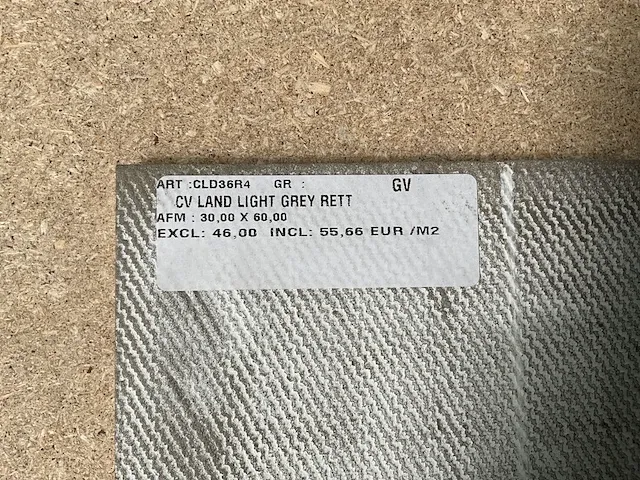 ART :CLD36R4 GR : GV
CV LAND LIGHT GREY RETT
AFM : 30,00 X 60,00
EXCL: 46,00 INCL: 55,66 EUR /M2